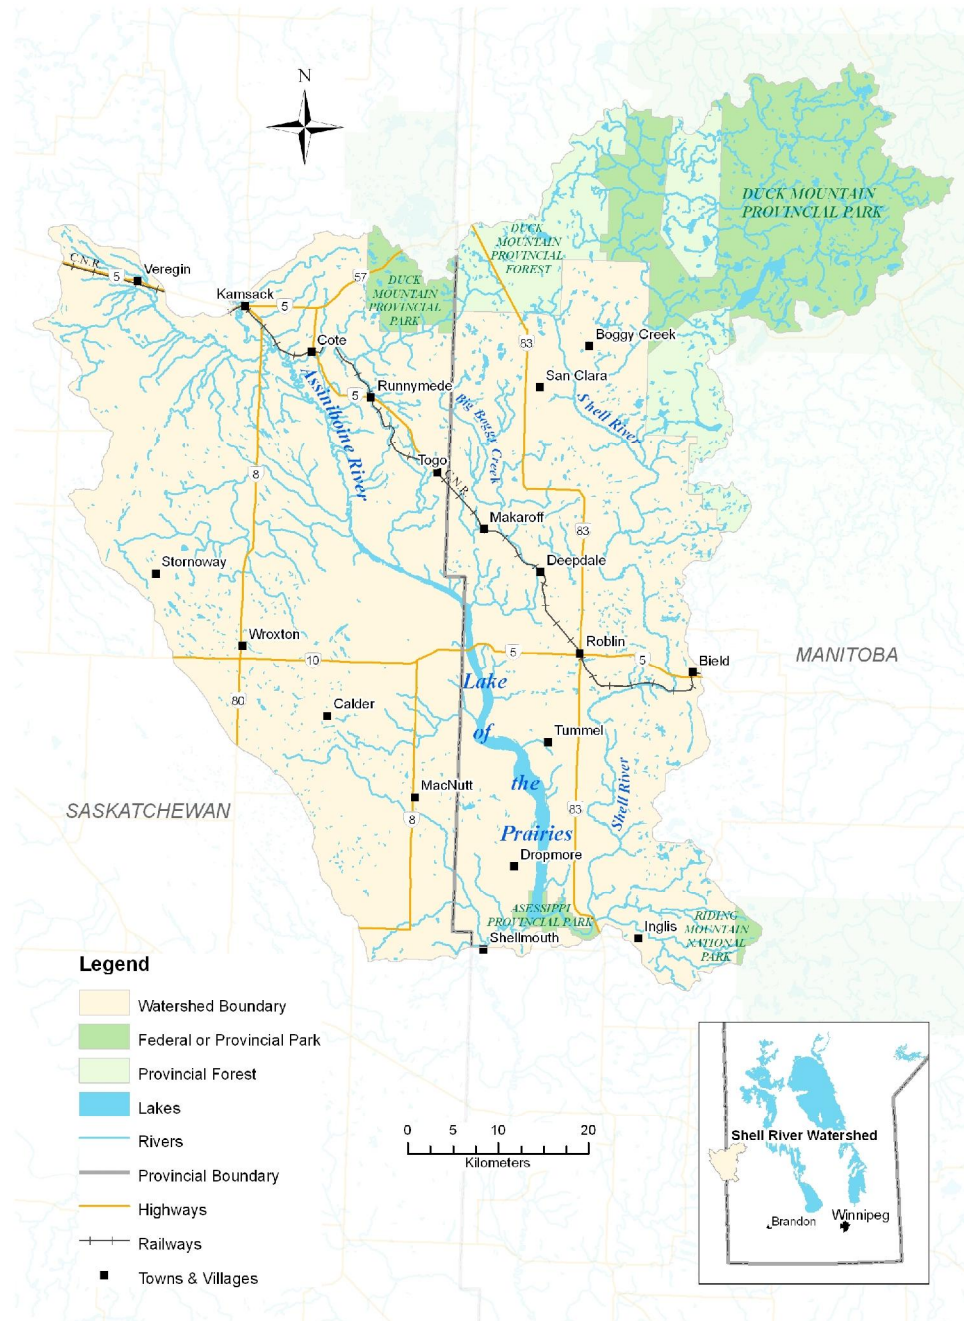 N
DUCK MOUNTAIN
PROVINCIAL PARK
DUCK
MOUNTAIN
PROVINCIAL
FOREST
C.N.R.
5
Veregin
57
DUCK
MOUNTAIN
PROVINCIAL
PARK
Kamsack
5
Cote
83
Boggy Creek
San Clara
Assiniboine River
Runnymede
5
Big Boggy Creek
Shell River
Togo
C.N.R.
8
Makaroff
83
Stornoway
Deepdale
Wroxton
Roblin
10
5
5
Bield
MANITOBA
Lake
80
Calder
of
Tummel
the
MacNutt
Shell River
SASKATCHEWAN
8
83
Prairies
Dropmore
ASESSIPPI
PROVINCIAL PARK
RIDING
MOUNTAIN
NATIONAL
PARK
Inglis
Shellmouth
Legend
Watershed Boundary
Federal or Provincial Park
Provincial Forest
Lakes
Rivers
Provincial Boundary
Highways
Railways
Towns & Villages
0 5 10 20
Kilometers
Shell River Watershed
Brandon
Winnipeg